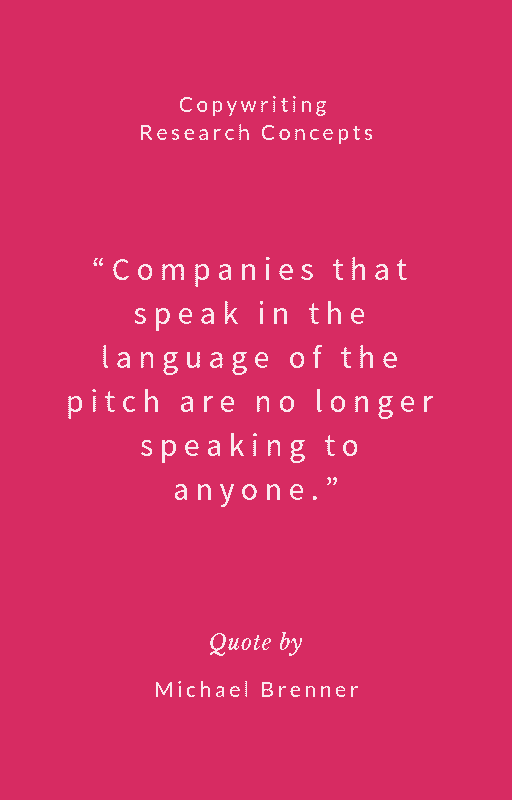 Copywriting
Research Concepts
“Companies that
speak in the
language of the
pitch are no longer
speaking to
anyone.”
Quote by
Michael Brenner